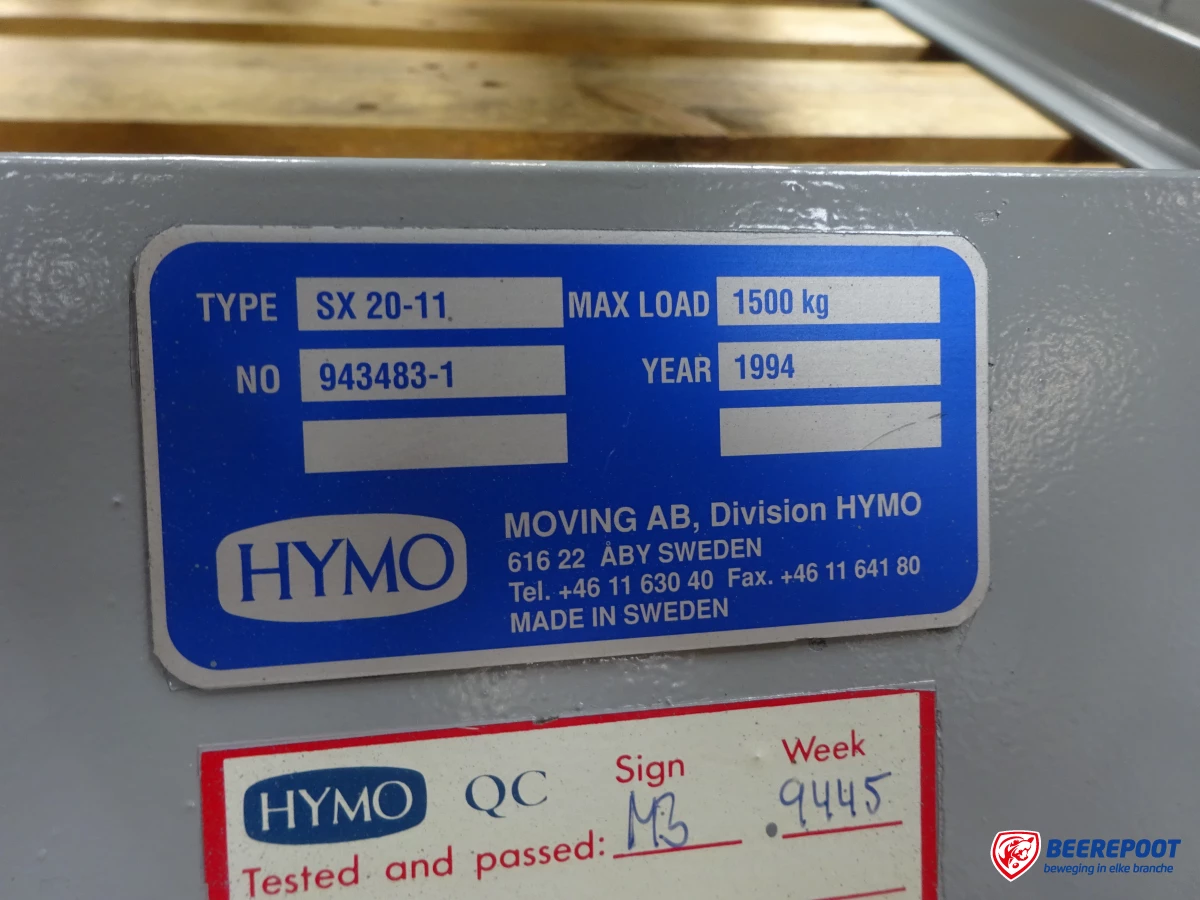 TYPE SX 20-11 MAX LOAD 1500 kg
NO 943483-1 YEAR 1994
HYMO
MOVING AB, Division HYMO
616 22 ÅBY SWEDEN
Tel. +46 11 630 40 Fax. +46 11 641 80
MADE IN SWEDEN
HYMO QC Sign Week
Tested and passed: MB 9445
BEEREPOOT
beweging in elke branche